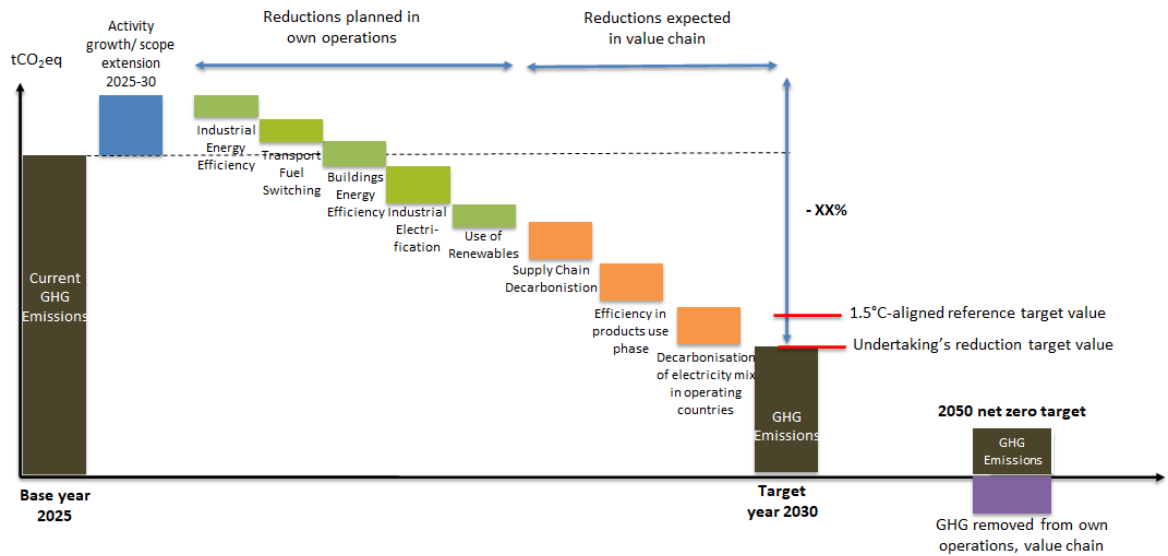 tCO2eq
Activity
growth/ scope
extension
2025-30
Reductions planned in
own operations
Reductions expected
in value chain
Industrial
Energy
Efficiency
Transport
Fuel
Switching
Buildings
Energy
Efficiency
Industrial
Electri-
fication
Use of
Renewables
Supply Chain
Decarbonistion
Efficiency in
products use
phase
Decarbonisation
of electricity mix
in operating
countries
- XX%
1.5°C-aligned reference target value
Undertaking's reduction target value
Current
GHG
Emissions
GHG
Emissions
2050 net zero target
GHG
Emissions
Base year
2025
Target
year 2030
GHG removed from own
operations, value chain